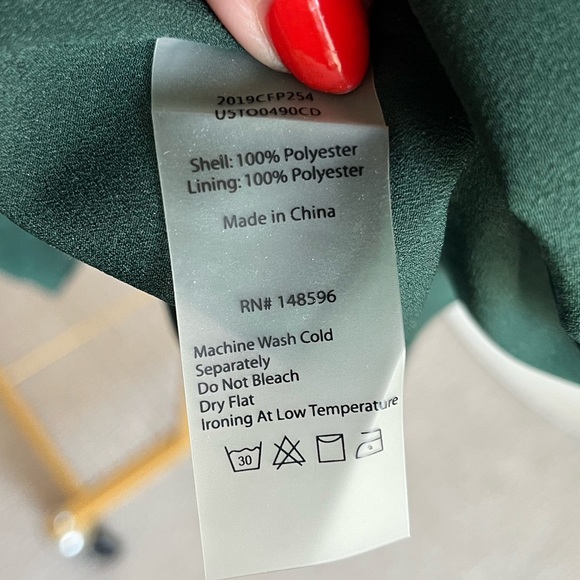 2019CFP254
U5TO0490CD
Shell: 100% Polyester
Lining: 100% Polyester
Made in China
RN# 148596
Machine Wash Cold
Separately
Do Not Bleach
Dry Flat
Ironing At Low Temperature
30